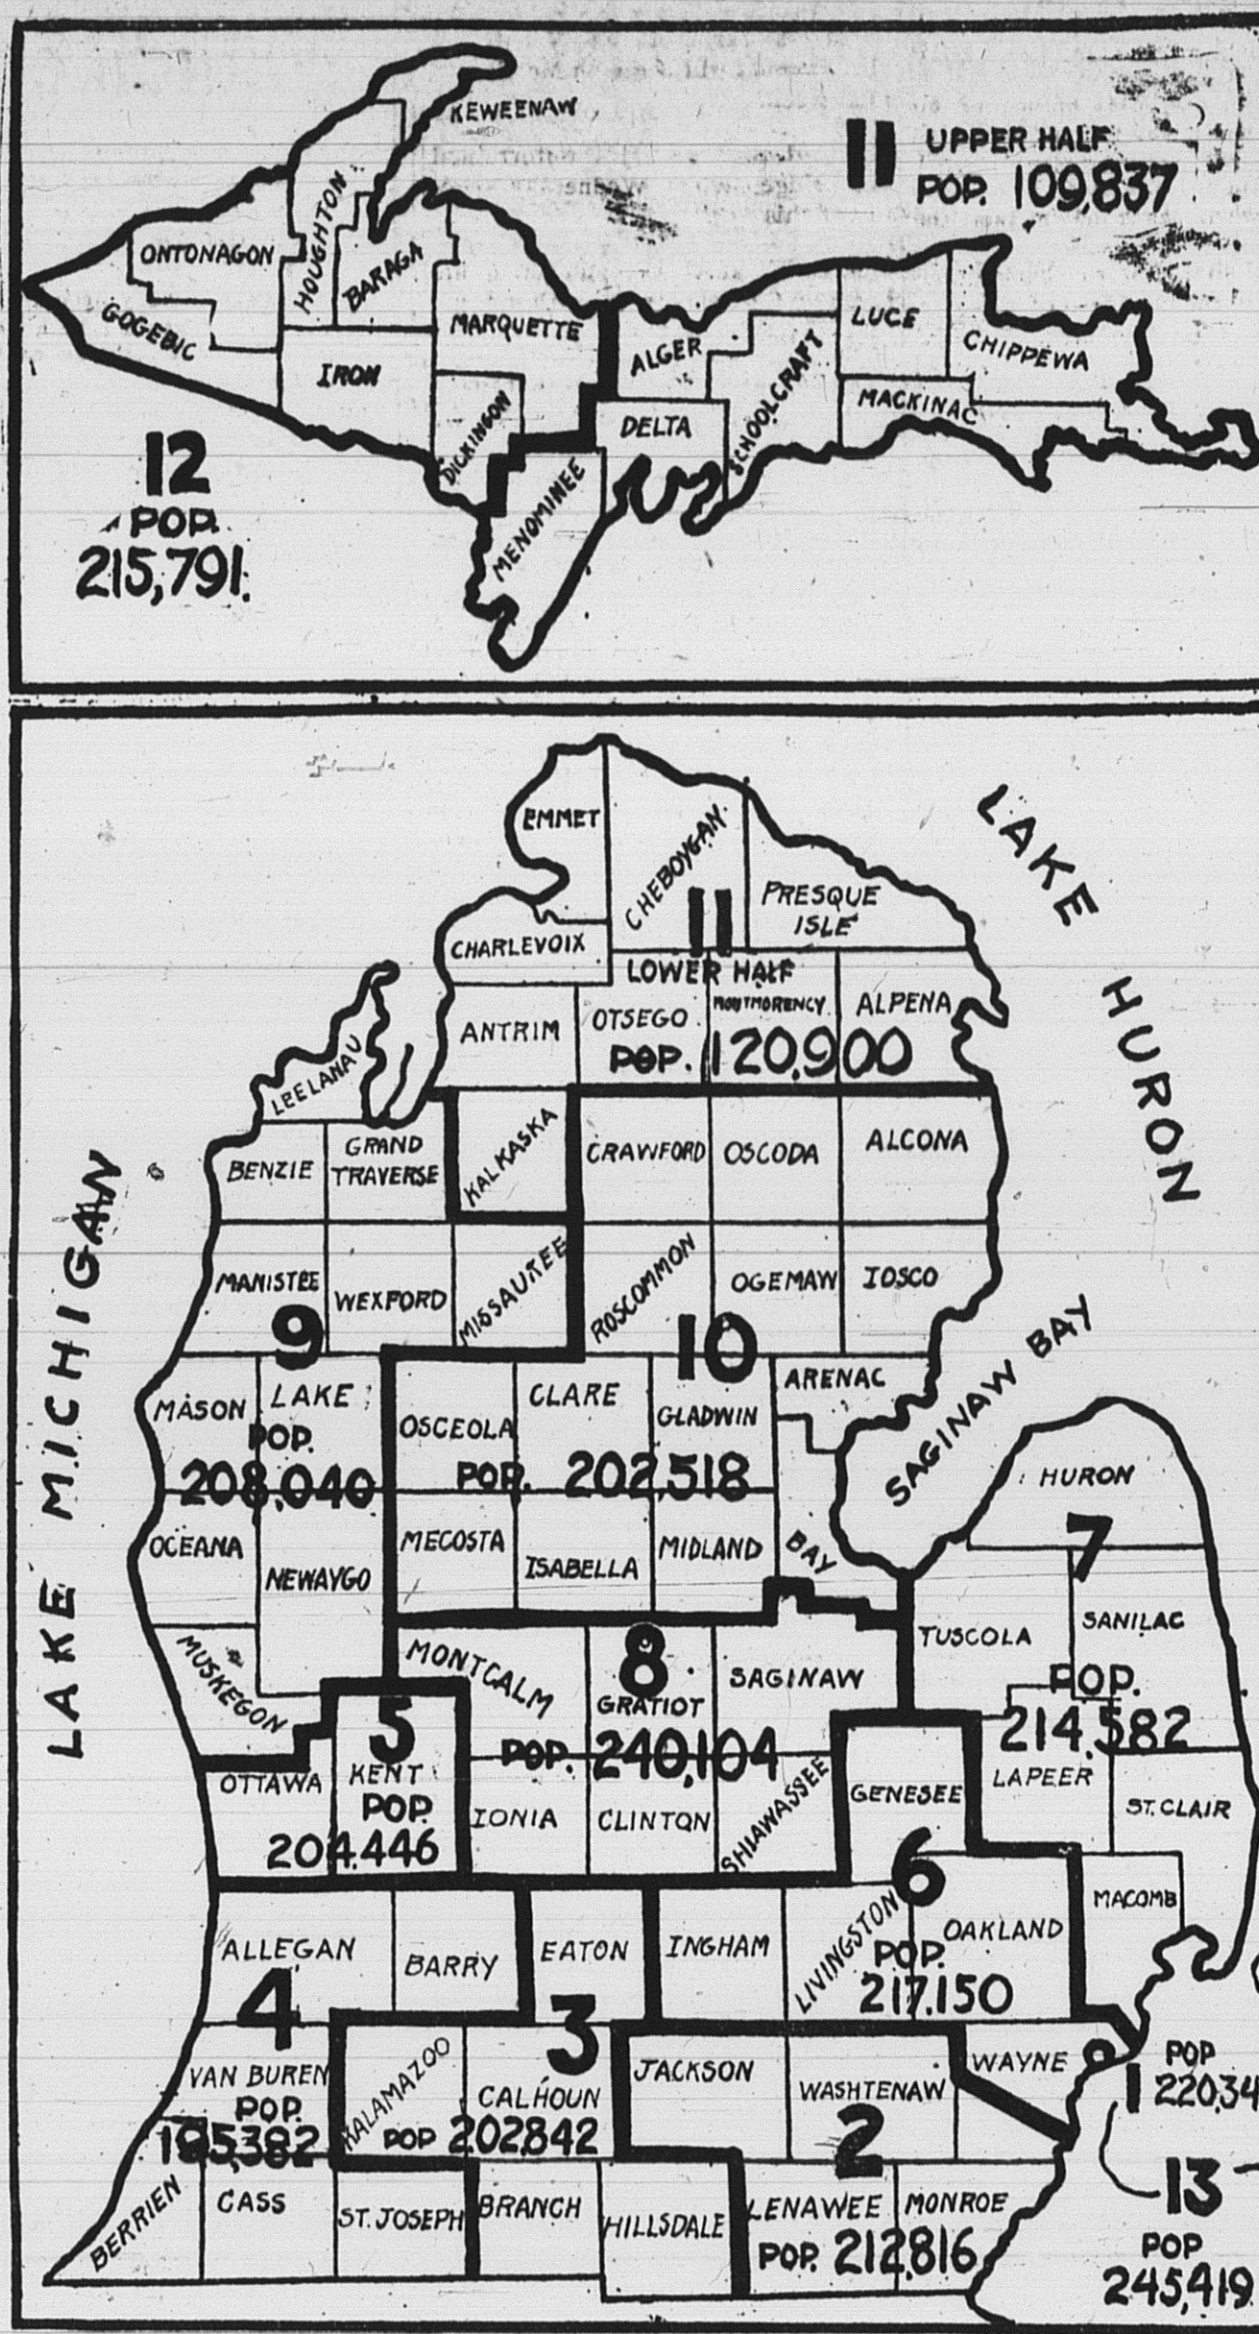 KEWEENAW
11 UPPER HALF
POP. 109,837
HOUGHTON
ONTONAGON
BARAGA
GOGEBIC
MARQUETTE
LUCE
IRON
ALGER
CHIPPEWA
SCHOOLCRAFT
MACKINAC
DICKINSON
DELTA
12
POP.
215,791.
MENOMINEE
LAKE HURON
EMMET
CHEBOYGAN
PRESQUE
ISLE
11
CHARLEVOIX
LOWER HALF
MONTMORENCY
ALPENA
OTSEGO
ANTRIM
POP. 120,900
LEELANAU
KALKASKA
CRAWFORD
OSCODA
ALCONA
GRAND
TRAVERSE
BENZIE
LAKE MICHIGAN
MANISTEE
WEXFORD
MISSAUKEE
ROSCOMMON
OGEMAW
IOSCO
9
10
SAGINAW BAY
MASON
LAKE
OSCEOLA
CLARE
GLADWIN
ARENAC
POP.
208,040
POP. 202,518
HURON
7
OCEANA
NEWAYGO
MECOSTA
ISABELLA
MIDLAND
BAY
TUSCOLA
SANILAC
MUSKEGON
MONTCALM
8
GRATIOT
SAGINAW
POP.
214,582
5
POP. 240,104
OTTAWA
KENT
POP.
204,446
IONIA
CLINTON
SHIAWASSEE
GENESEE
LAPEER
ST. CLAIR
6
MACOMB
ALLEGAN
BARRY
EATON
INGHAM
LIVINGSTON
OAKLAND
POP.
217,150
4
3
VAN BUREN
POP.
KALAMAZOO
CALHOUN
POP 202842
JACKSON
WASHTENAW
WAYNE
2
1
POP
220,34
13
POP
245,419
BERRIEN
CASS
ST. JOSEPH
BRANCH
HILLSDALE
LENAWEE
MONROE
POP. 212,816